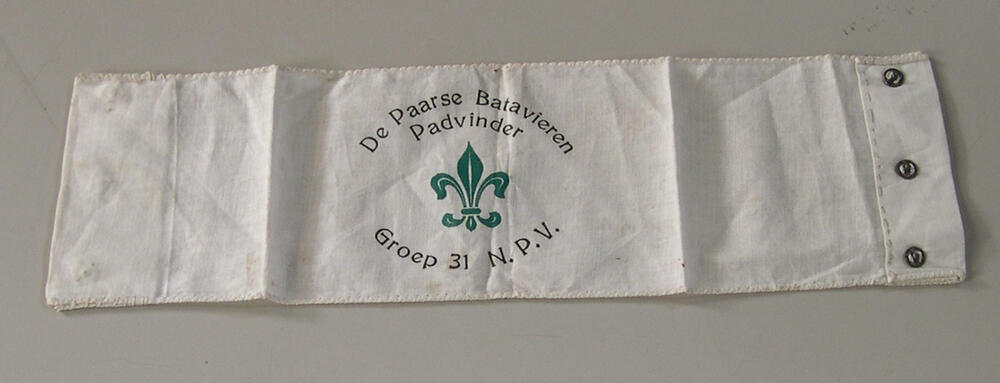 De Paarse Batavieren
Padvinder
Groep 31 N.P.V.